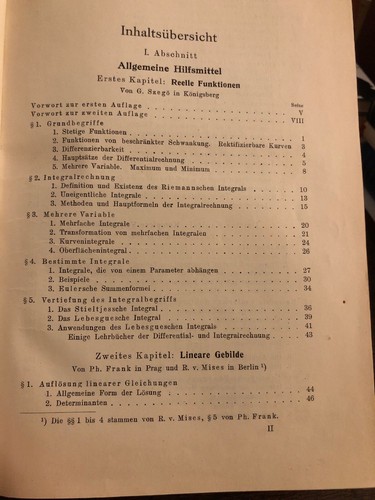 Inhaltsübersicht
I. Abschnitt
Allgemeine Hilfsmittel
Erstes Kapitel: Reelle Funktionen
Von G. Szegö in Königsberg
Seite
Vorwort zur ersten Auflage . . . . . . . . . . V
Vorwort zur zweiten Auflage . . . . . . . . . . VIII
§ 1. Grundbegriffe
1. Stetige Funktionen . . . . . . . . . . 1
2. Funktionen von beschränkter Schwankung. Rektifizierbare Kurven 3
3. Differenzierbarkeit . . . . . . . . . . 4
4. Hauptsätze der Differentialrechnung . . . . . . . . . . 5
5. Mehrere Variable. Maximum und Minimum . . . . . . . . . . 8
§ 2. Integralrechnung
1. Definition und Existenz des Riemannschen Integrals . . . 10
2. Uneigentliche Integrale . . . . . . . . . . 13
3. Methoden und Hauptformeln der Integralrechnung . . . . . 15
§ 3. Mehrere Variable
1. Mehrfache Integrale . . . . . . . . . . 20
2. Transformation von mehrfachen Integralen . . . . . . . . 21
3. Kurvenintegrale . . . . . . . . . . 24
4. Oberflächenintegral . . . . . . . . . . 26
§ 4. Bestimmte Integrale
1. Integrale, die von einem Parameter abhängen . . . . . . . 27
2. Beispiele . . . . . . . . . . 30
3. Eulersche Summenformel . . . . . . . . . . 34
§ 5. Vertiefung des Integralbegriffs
1. Das Stieltjessche Integral . . . . . . . . . . 36
2. Das Lebesguesche Integral . . . . . . . . . . 39
3. Anwendungen des Lebesgueschen Integrals . . . . . . . . 41
Einige Lehrbücher der Differential- und Integralrechnung . . 43
Zweites Kapitel: Lineare Gebilde
Von Ph. Frank in Prag und R. v. Mises in Berlin ¹)
§ 1. Auflösung linearer Gleichungen
1. Allgemeine Form der Lösung . . . . . . . . . . 44
2. Determinanten . . . . . . . . . . 46
¹) Die §§ 1 bis 4 stammen von R. v. Mises, § 5 von Ph. Frank.
II